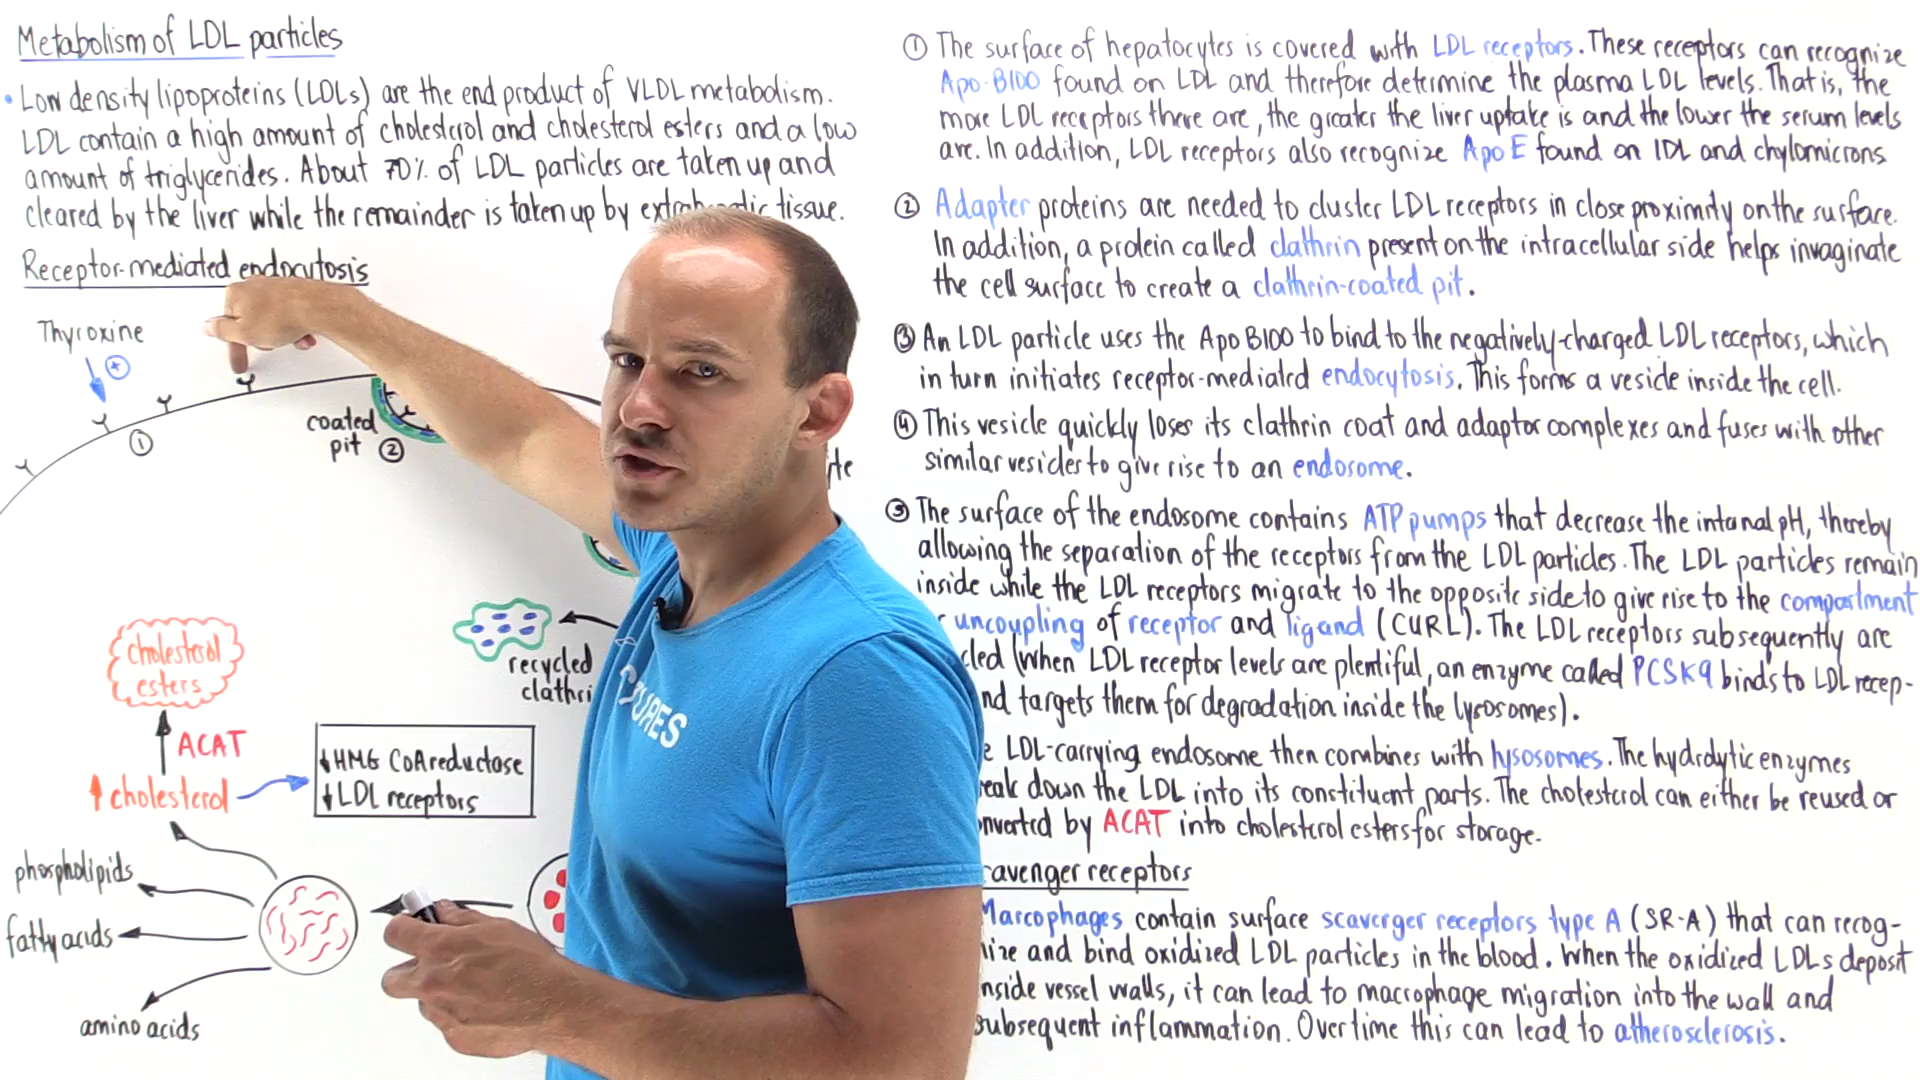 Metabolism of LDL particles
• Low density lipoproteins (LDLs) are the end product of VLDL metabolism.
LDL contain a high amount of cholesterol and cholesterol esters and a low
amount of triglycerides. About 70% of LDL particles are taken up and
cleared by the liver while the remainder is taken up by tissue.
Receptor-mediated endocytosis
Thyroxine
+
①
coated
pit ②
recycled
clathri
cholesterol
esters
ACAT
↑ cholesterol
↓ HMG CoA reductase
↓ LDL receptors
phospholipids
fatty acids
amino acids
URES
① The surface of hepatocytes is covered with LDL receptors. These receptors can recognize
Apo-B100 found on LDL and therefore determine the plasma LDL levels. That is, the
more LDL receptors there are, the greater the liver uptake is and the lower the serum levels
are. In addition, LDL receptors also recognize Apo E found on IDL and chylomicrons
② Adapter proteins are needed to cluster LDL receptors in close proximity on the surface.
In addition, a protein called clathrin present on the intracellular side helps invaginate
the cell surface to create a clathrin-coated pit.
③ An LDL particle uses the Apo B100 to bind to the negatively-charged LDL receptors, which
in turn initiates receptor-mediated endocytosis. This forms a vesicle inside the cell.
④ This vesicle quickly loses its clathrin coat and adaptor complexes and fuses with other
similar vesicles to give rise to an endosome.
⑤ The surface of the endosome contains ATP pumps that decrease the internal pH, thereby
allowing the separation of the receptors from the LDL particles. The LDL particles remain
inside while the LDL receptors migrate to the opposite side to give rise to the compartment
uncoupling of receptor and ligand (CURL). The LDL receptors subsequently are
cled (when LDL receptor levels are plentiful, an enzyme called PCSK9 binds to LDL recep-
nd targets them for degradation inside the lysosomes).
e LDL-carrying endosome then combines with lysosomes. The hydrolytic enzymes
reak down the LDL into its constituent parts. The cholesterol can either be reused or
nverted by ACAT into cholesterol esters for storage.
avenger receptors
Marcophages contain surface scavenger receptors type A (SR-A) that can recog-
nize and bind oxidized LDL particles in the blood. When the oxidized LDLs deposit
nside vessel walls, it can lead to macrophage migration into the wall and
subsequent inflammation. Over time this can lead to atherosclerosis.